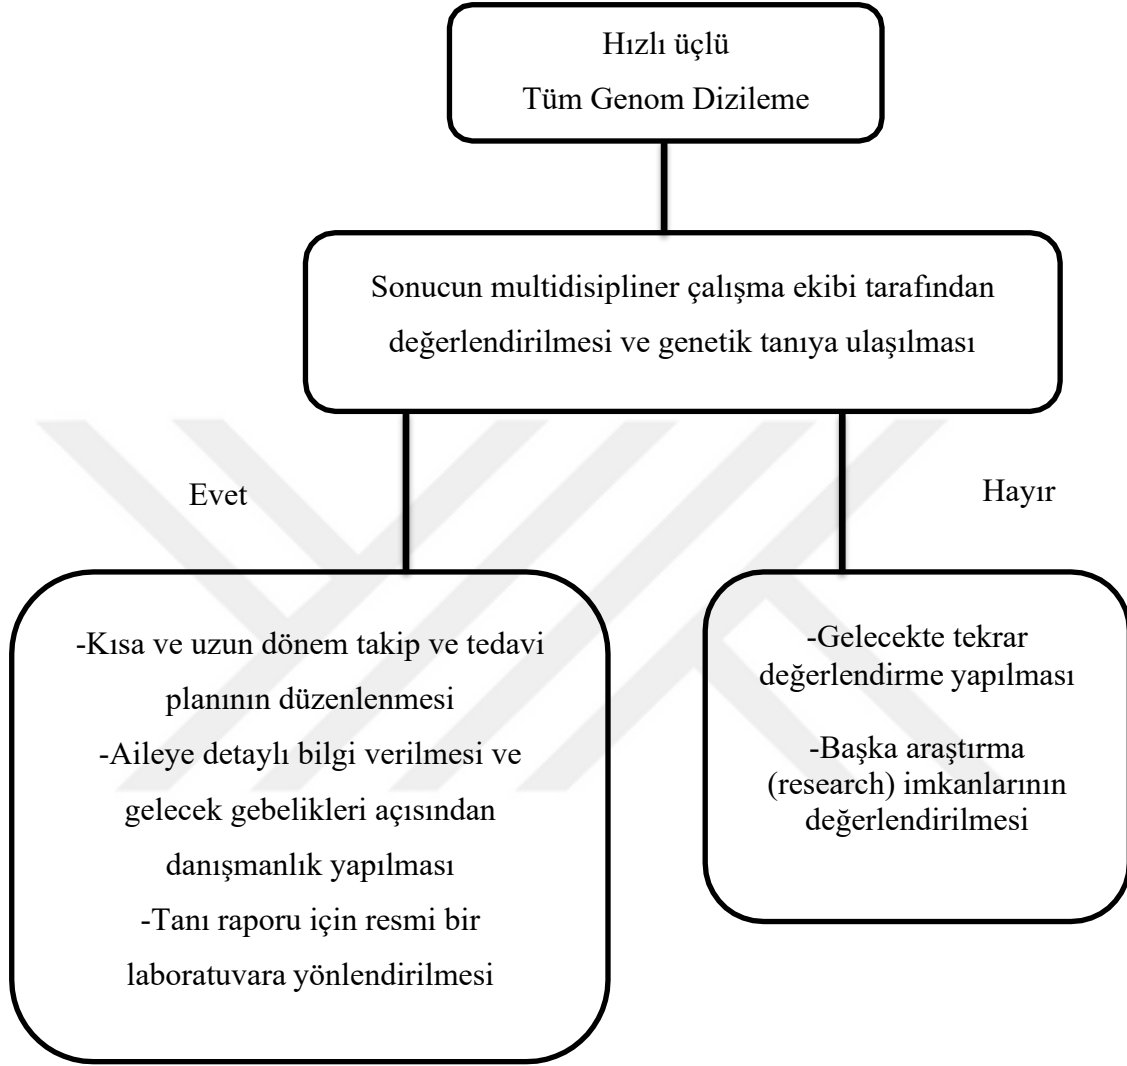 Hızlı üçlü
Tüm Genom Dizileme
Sonucun multidisipliner çalışma ekibi tarafından
değerlendirilmesi ve genetik tanıya ulaşılması
Evet
Hayır
-Kısa ve uzun dönem takip ve tedavi
planının düzenlenmesi
-Aileye detaylı bilgi verilmesi ve
gelecek gebelikleri açısından
danışmanlık yapılması
-Tanı raporu için resmi bir
laboratuvara yönlendirilmesi
-Gelecekte tekrar
değerlendirme yapılması
-Başka araştırma
(research) imkanlarının
değerlendirilmesi